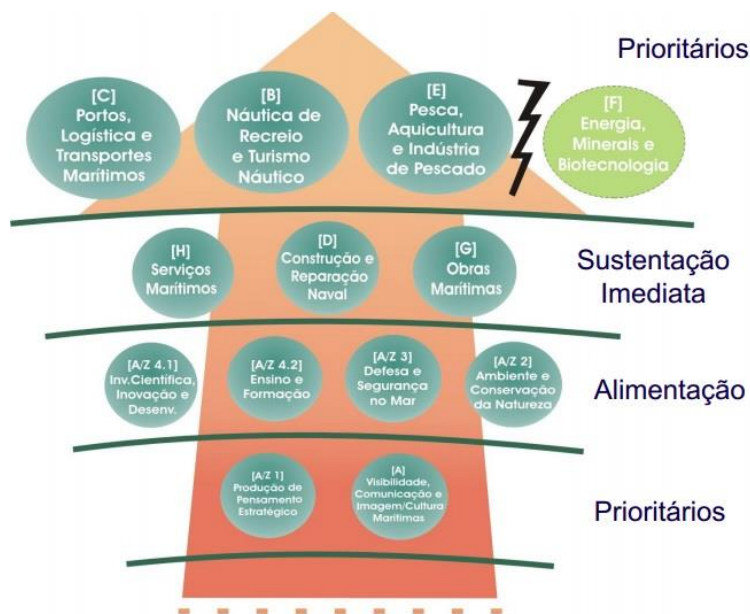 Prioritários
[C]
Portos,
Logística e
Transportes
Marítimos
[B]
Náutica de
Recreio
e Turismo
Náutico
[E]
Pesca,
Aquicultura
e Indústria
de Pescado
[F]
Energia,
Minerais e
Biotecnologia
[H]
Serviços
Marítimos
[D]
Construção e
Reparação
Naval
[G]
Obras
Marítimas
Sustentação
Imediata
[A/Z 4.1]
Inv.Científica,
Inovação e
Desenv.
[A/Z 4.2]
Ensino e
Formação
[A/Z 3]
Defesa e
Segurança
no Mar
[A/Z 2]
Ambiente e
Conservação
da Natureza
Alimentação
[A/Z 1]
Produção de
Pensamento
Estratégico
[A]
Visibilidade,
Comunicação e
Imagem/Cultura
Marítimas
Prioritários